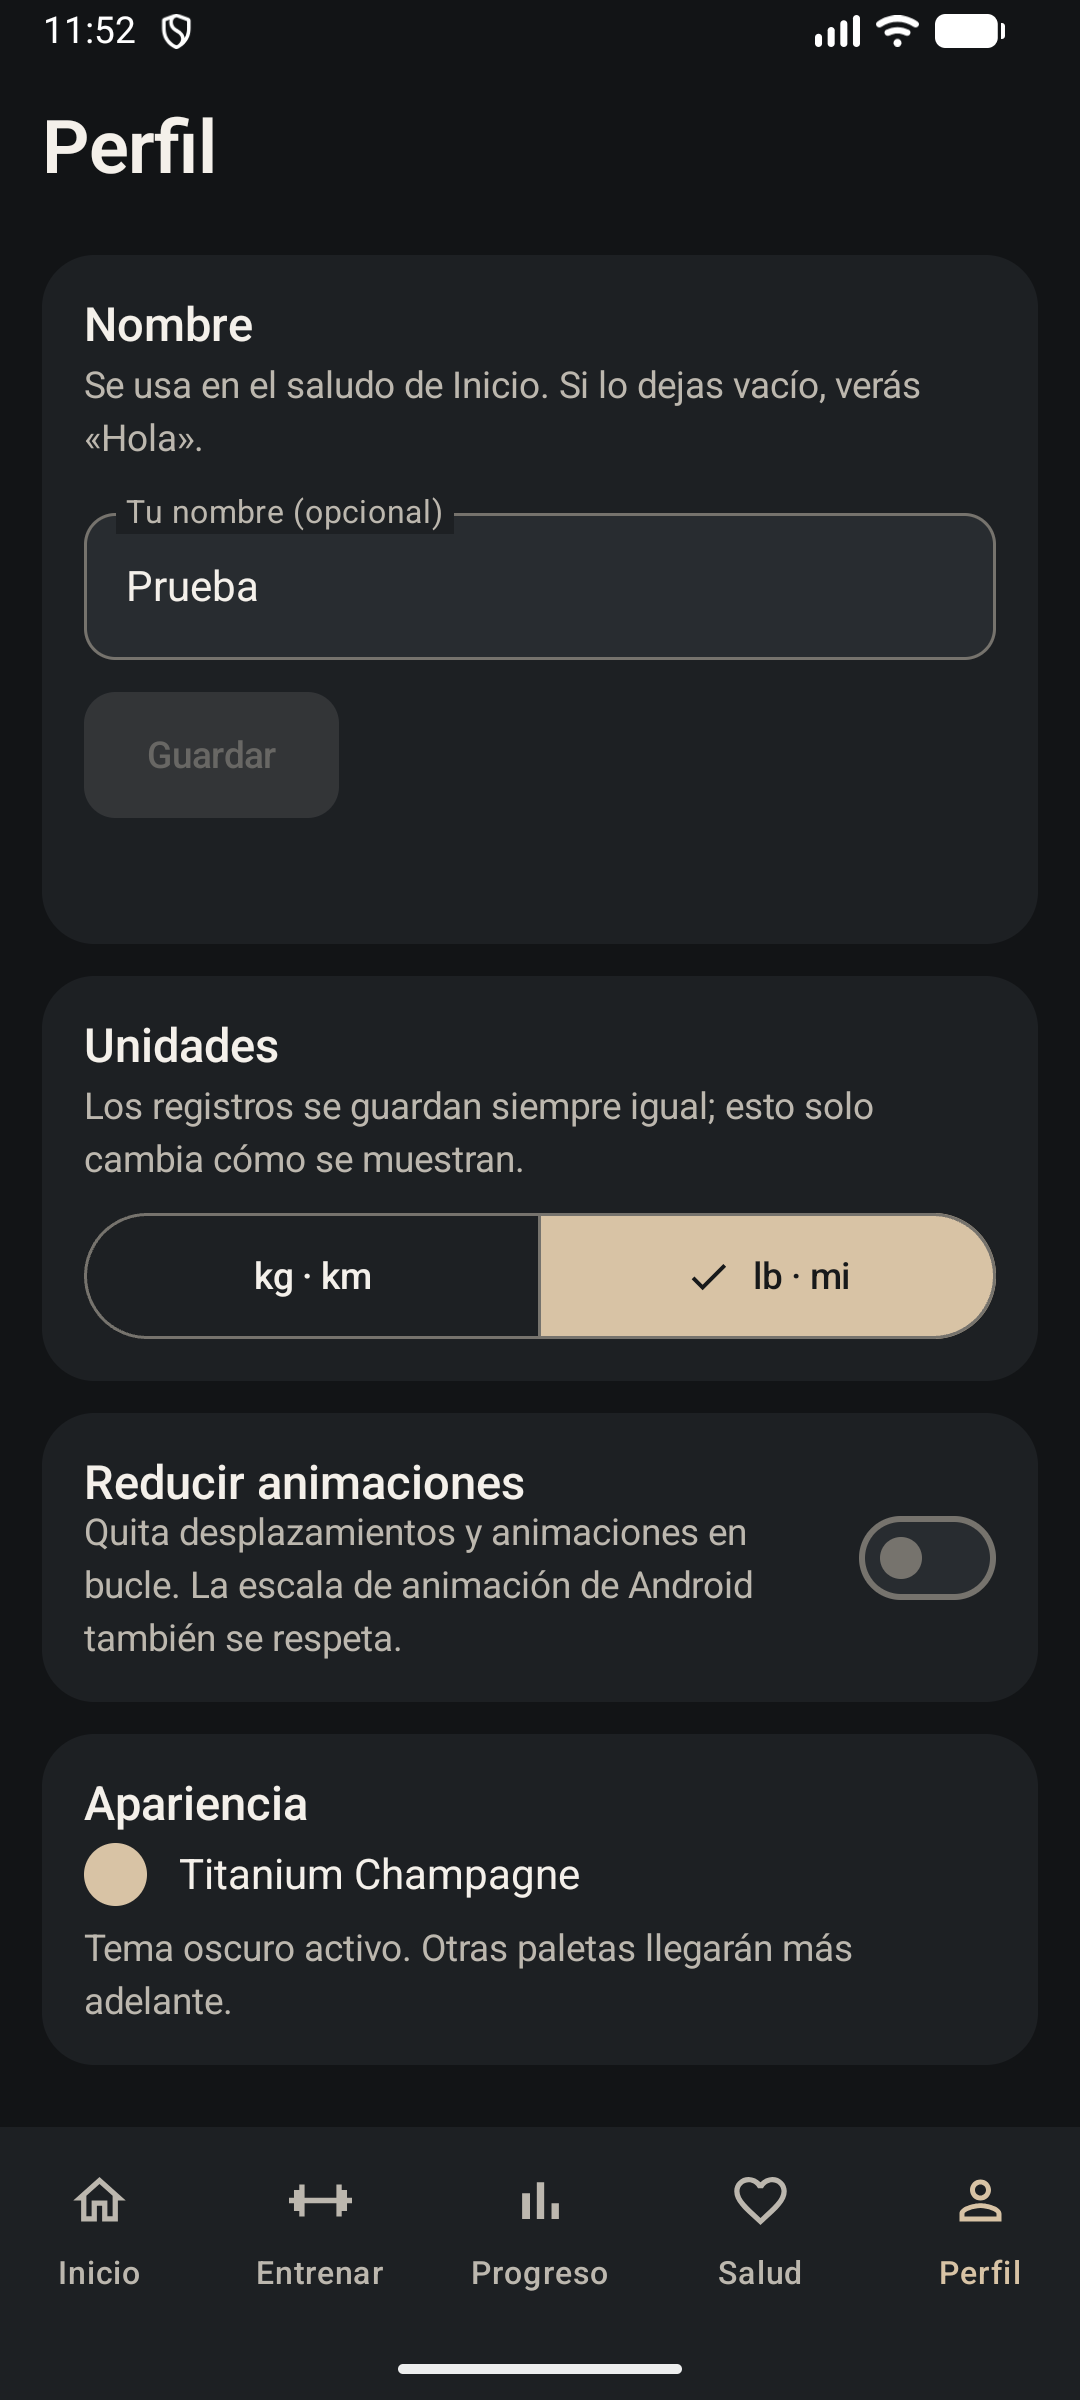 11:52
Perfil
Nombre
Se usa en el saludo de Inicio. Si lo dejas vacío, verás
«Hola».
Tu nombre (opcional)
Prueba
Guardar
Unidades
Los registros se guardan siempre igual; esto solo
cambia cómo se muestran.
kg · km
lb · mi
Reducir animaciones
Quita desplazamientos y animaciones en
bucle. La escala de animación de Android
también se respeta.
Apariencia
Titanium Champagne
Tema oscuro activo. Otras paletas llegarán más
adelante.
Inicio
Entrenar
Progreso
Salud
Perfil